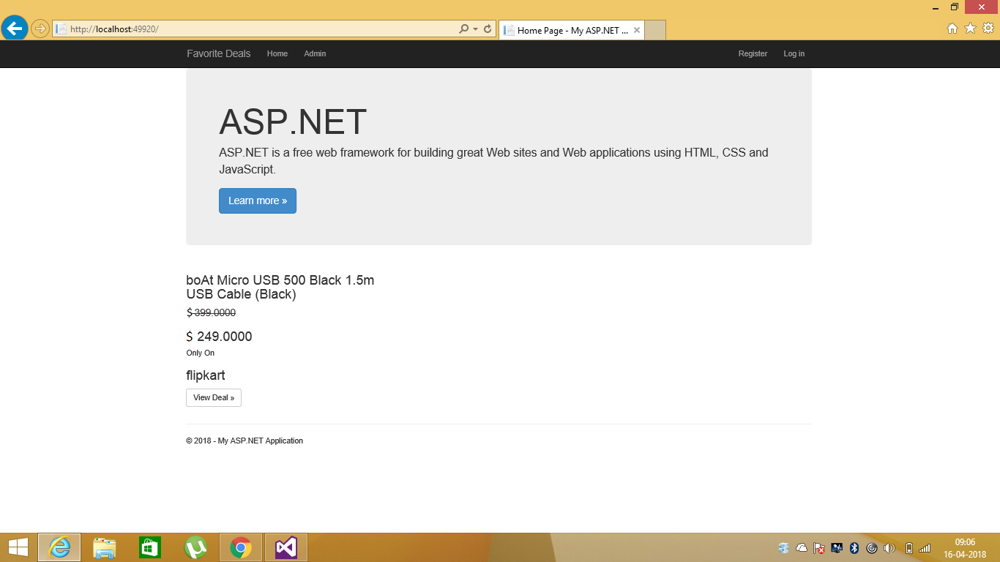 http://localhost:49920/
Home Page - My ASP.NET ...
Favorite Deals
Home
Admin
Register
Log in
ASP.NET
ASP.NET is a free web framework for building great Web sites and Web applications using HTML, CSS and
JavaScript.
Learn more »
boAt Micro USB 500 Black 1.5m
USB Cable (Black)
$ 399.0000
$ 249.0000
Only On
flipkart
View Deal »
© 2018 - My ASP.NET Application
09:06
16-04-2018